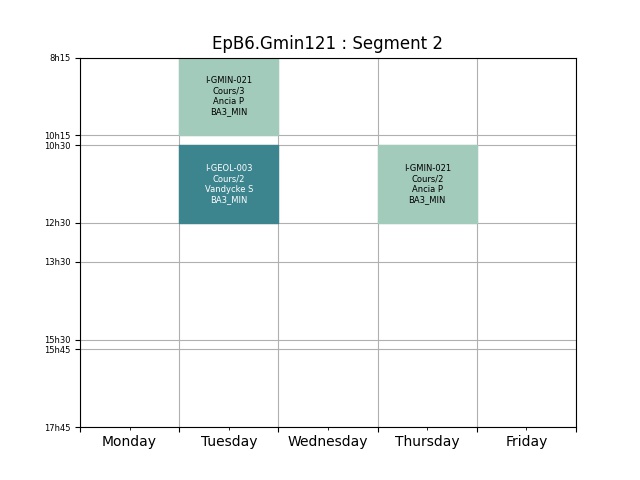 EpB6.Gmin121 : Segment 2
8h15
I-GMIN-021
Cours/3
Ancia P
BA3_MIN
10h15
10h30
I-GEOL-003
Cours/2
Vandycke S
BA3_MIN
I-GMIN-021
Cours/2
Ancia P
BA3_MIN
12h30
13h30
15h30
15h45
17h45
Monday Tuesday Wednesday Thursday Friday